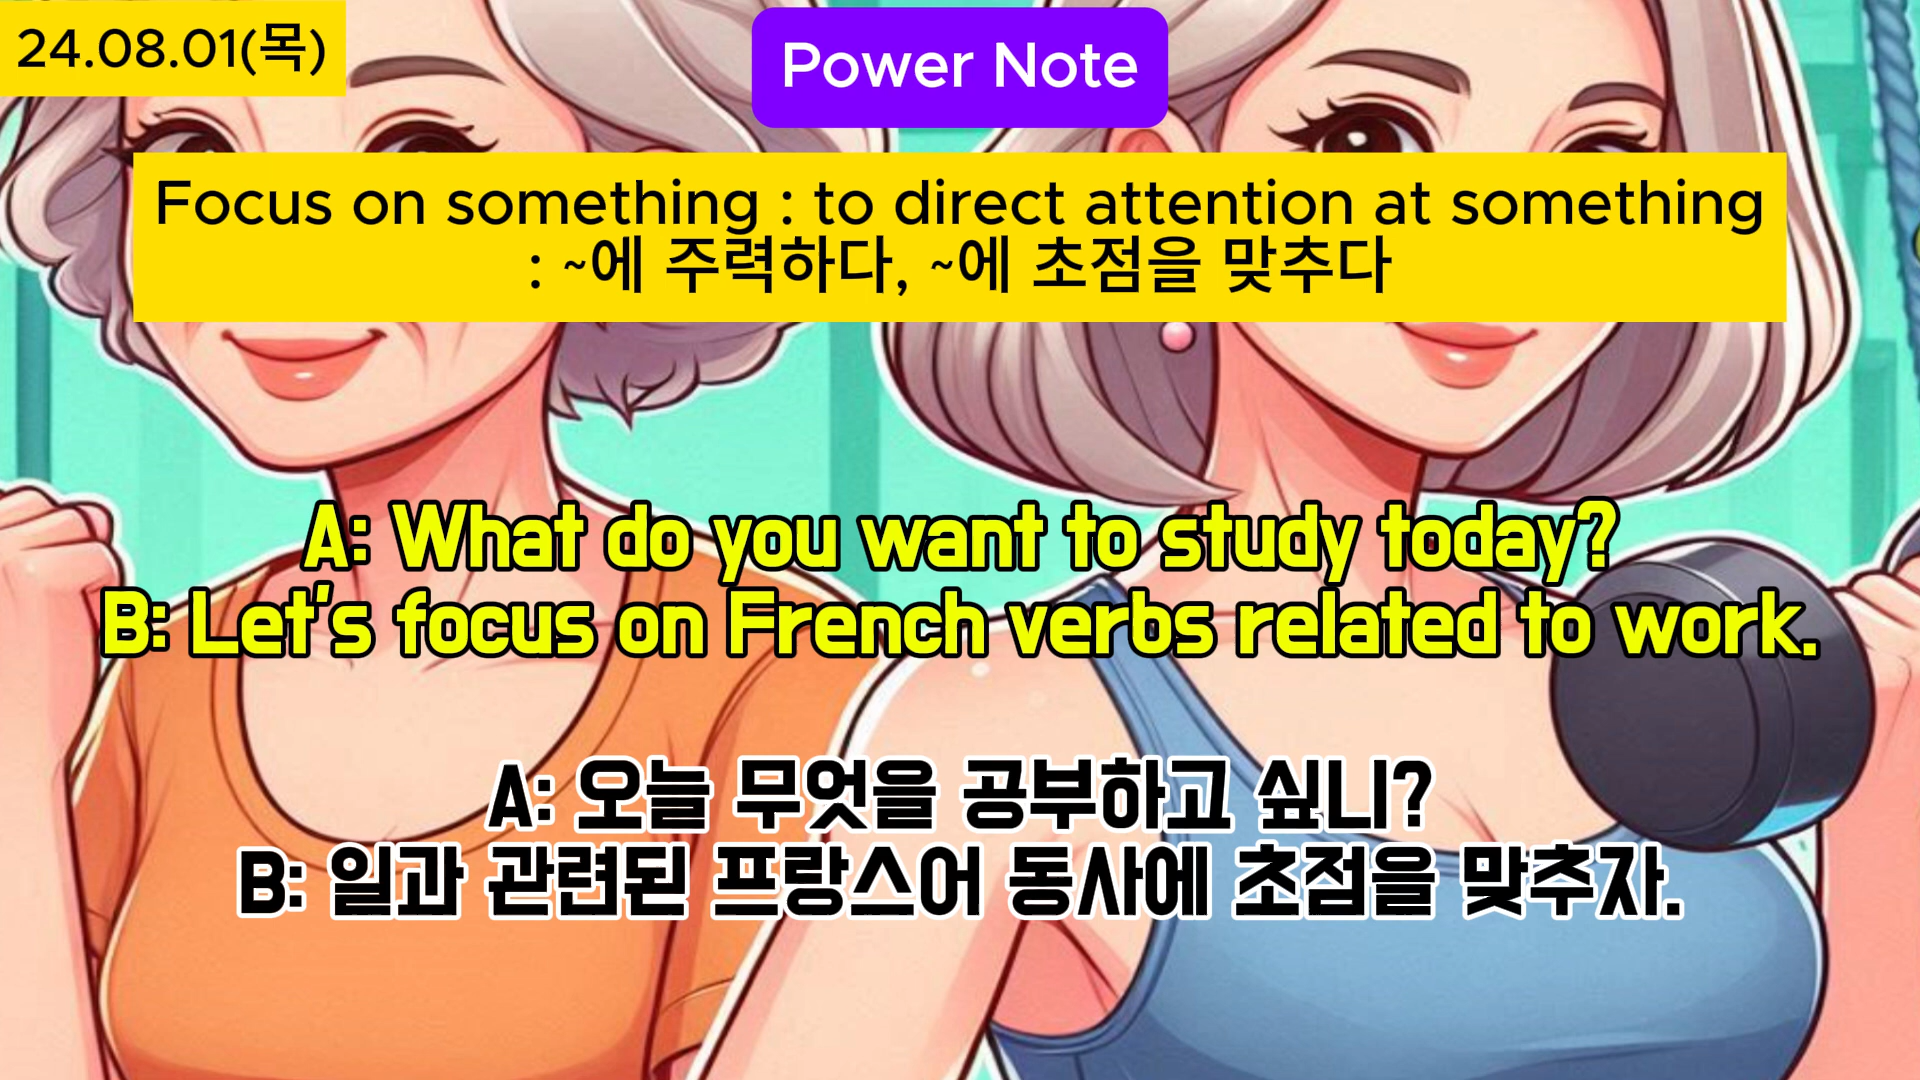 24.08.01(목)
Power Note
Focus on something : to direct attention at something
: ~에 주력하다, ~에 초점을 맞추다
A: What do you want to study today?
B: Let's focus on French verbs related to work.
A: 오늘 무엇을 공부하고 싶니?
B: 일과 관련된 프랑스어 동사에 초점을 맞추자.